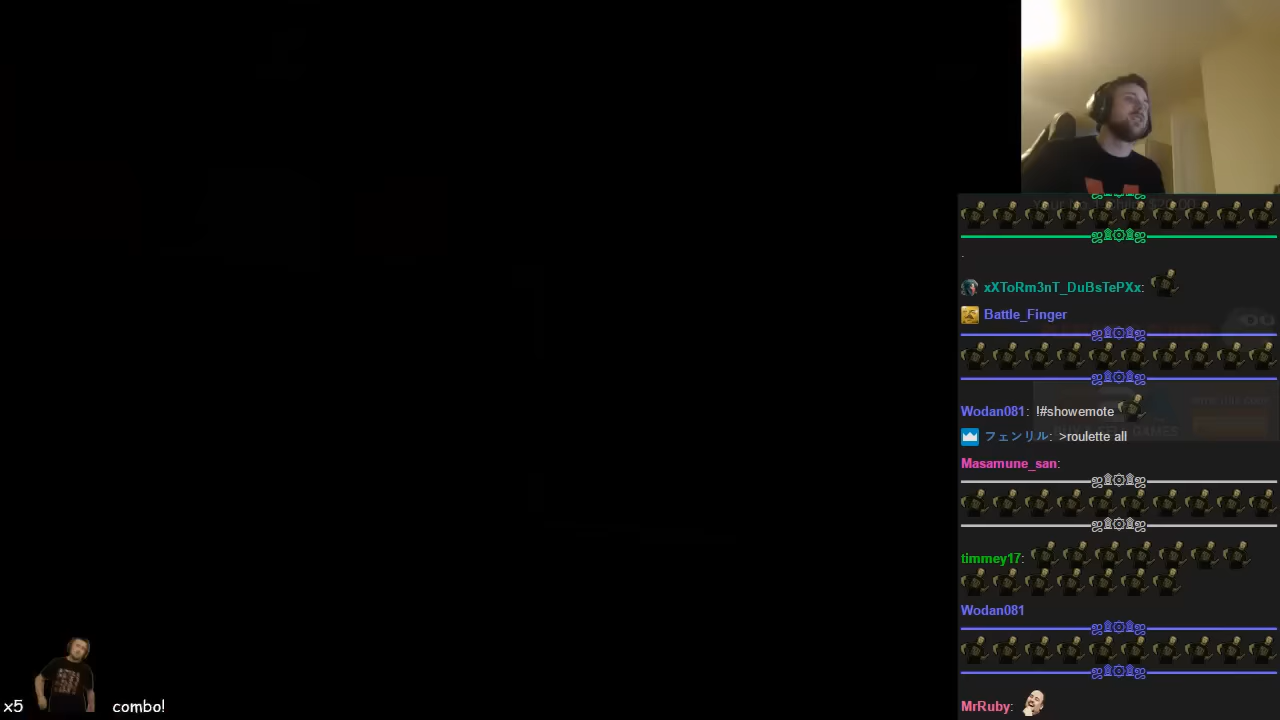 xXToRm3nT_DuBsTePXx:
Battle_Finger
Wodan081: !#showemote
フェンリル: >roulette all
Masamune_san:
timmey17:
Wodan081
MrRuby:
x5 combo!